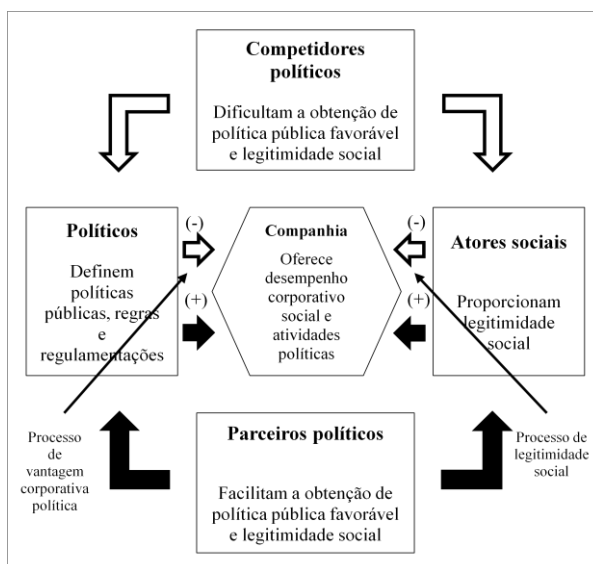 Competidores
políticos
Dificultam a obtenção de
política pública favorável
e legitimidade social
Políticos
Definem
políticas
públicas, regras
e
regulamentações
(-)
(+)
Companhia
Oferece
desempenho
corporativo
social e
atividades
políticas
(-)
(+)
Atores sociais
Proporcionam
legitimidade
social
Processo
de
vantagem
corporativa
política
Parceiros políticos
Facilitam a obtenção de
política pública favorável
e legitimidade social
Processo de
legitimidade
social